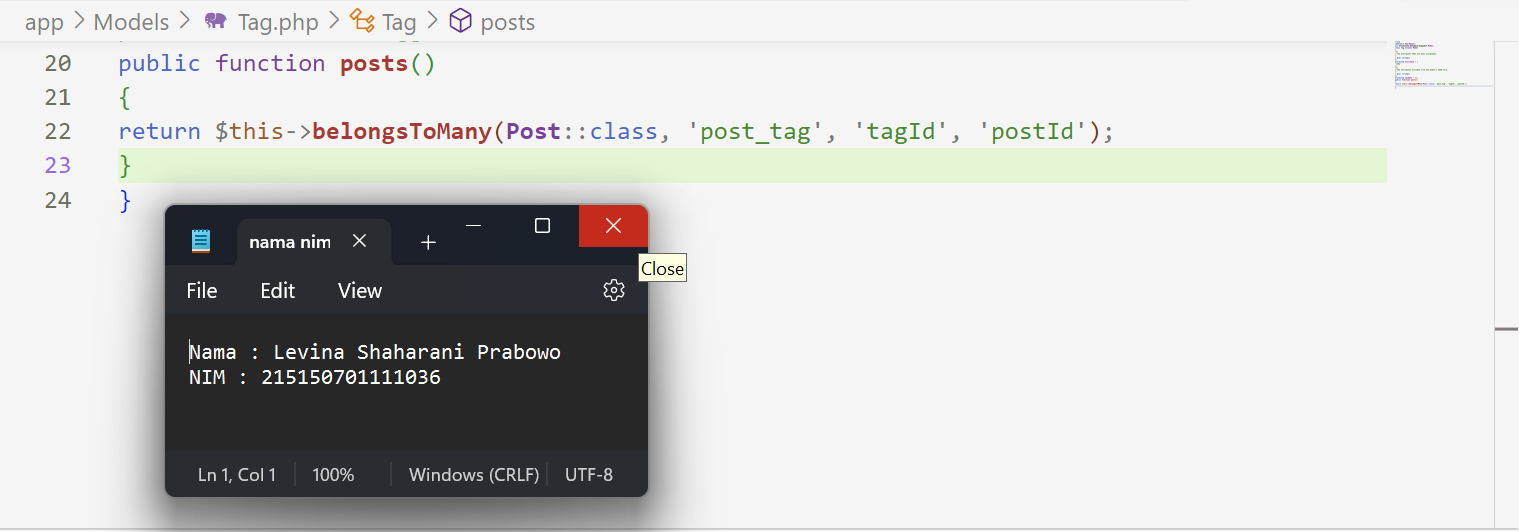 app > Models > Tag.php > Tag > posts
20 public function posts()
21 {
22 return $this->belongsToMany(Post::class, 'post_tag', 'tagId', 'postId');
23 }
24 }
nama nim
Close
File Edit View
Nama : Levina Shaharani Prabowo
NIM : 215150701111036
Ln 1, Col 1 100% Windows (CRLF) UTF-8